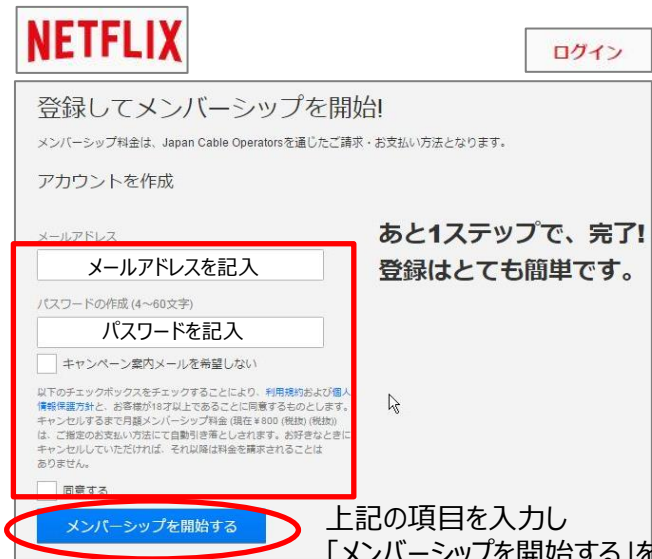 NETFLIX
ログイン
登録してメンバーシップを開始!
メンバーシップ料金は、Japan Cable Operatorsを通じたご請求・お支払い方法となります。
アカウントを作成
メールアドレス
メールアドレスを記入
パスワードの作成 (4～60文字)
パスワードを記入
キャンペーン案内メールを希望しない
以下のチェックボックスをチェックすることにより、利用規約および個人
情報保護方針と、お客様が18才以上であることに同意するものとします。
キャンセルするまで月額メンバーシップ料金 (現在￥800 (税抜) (税抜))
は、ご指定のお支払い方法にて自動引き落としされます。お好きなときに
キャンセルしていただければ、それ以降は料金を請求されることは
ありません。
同意する
メンバーシップを開始する
あと1ステップで、完了!
登録はとても簡単です。
上記の項目を入力し
「メンバーシップを開始する」を